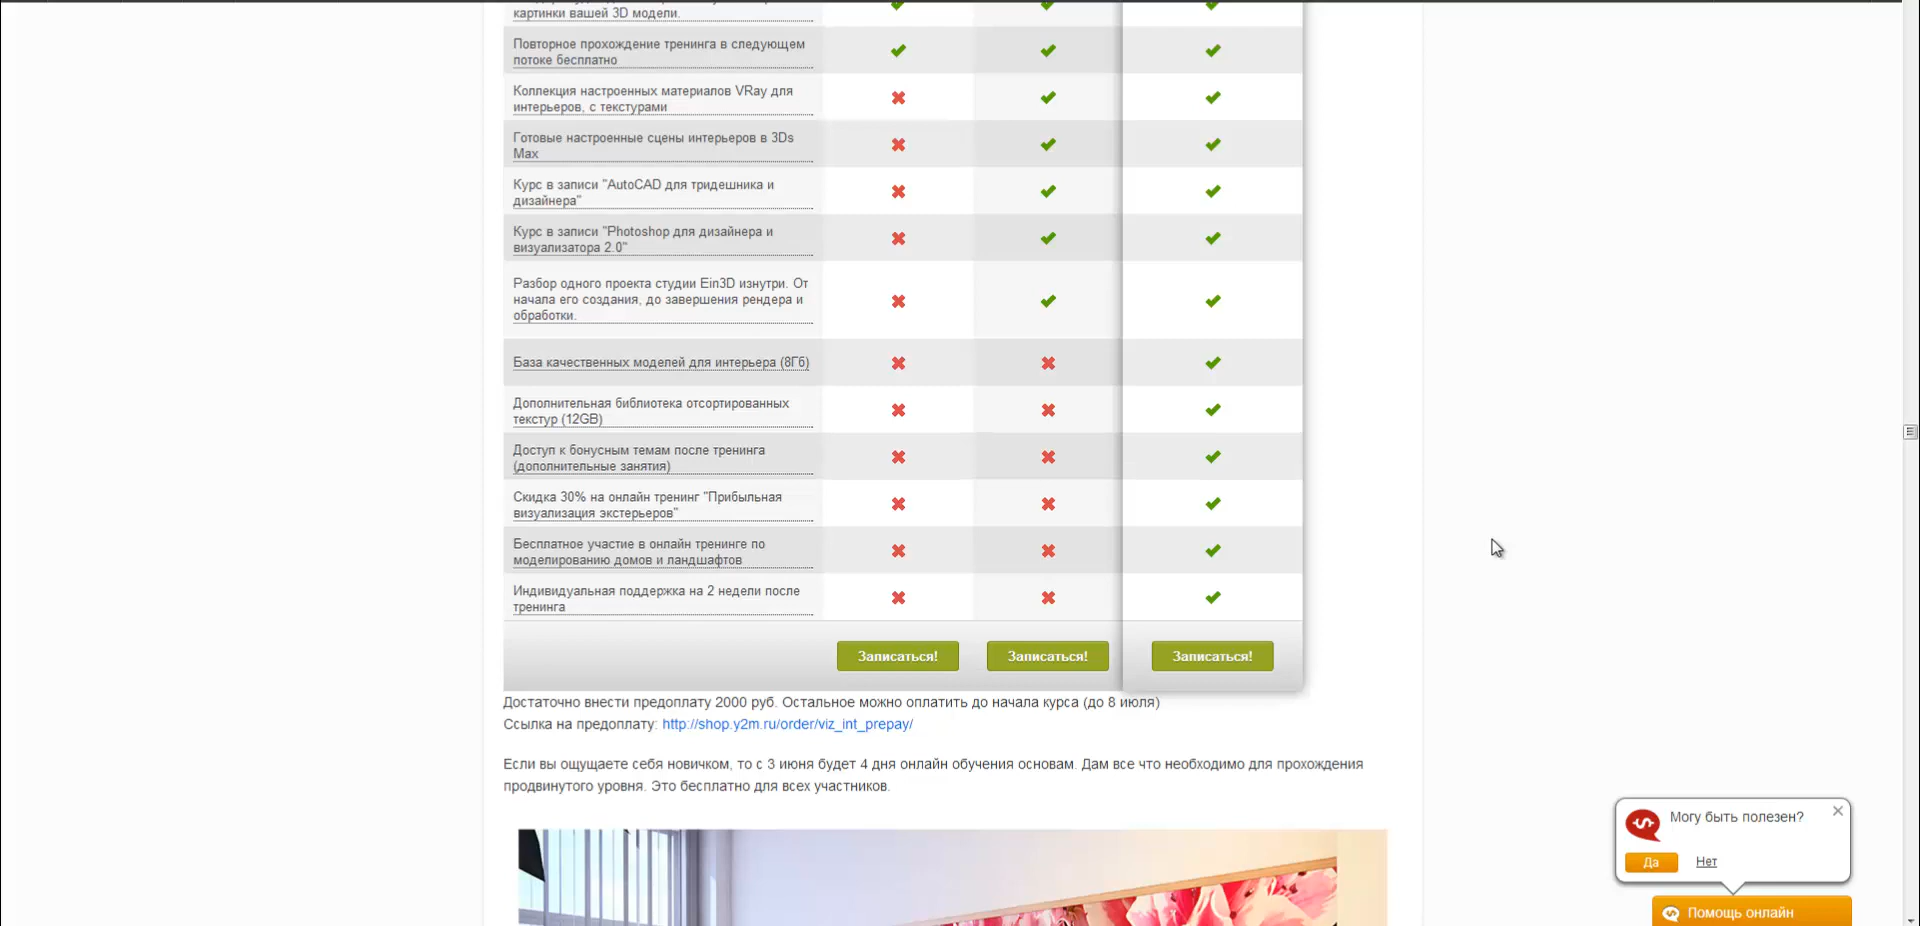 картинки вашей 3D модели.
Повторное прохождение тренинга в следующем
потоке бесплатно
Коллекция настроенных материалов VRay для
интерьеров, с текстурами
Готовые настроенные сцены интерьеров в 3Ds
Max
Курс в записи "AutoCAD для тридешника и
дизайнера"
Курс в записи "Photoshop для дизайнера и
визуализатора 2.0"
Разбор одного проекта студии Ein3D изнутри. От
начала его создания, до завершения рендера и
обработки.
База качественных моделей для интерьера (8Гб)
Дополнительная библиотека отсортированных
текстур (12GB)
Доступ к бонусным темам после тренинга
(дополнительные занятия)
Скидка 30% на онлайн тренинг "Прибыльная
визуализация экстерьеров"
Бесплатное участие в онлайн тренинге по
моделированию домов и ландшафтов
Индивидуальная поддержка на 2 недели после
тренинга
Записаться! Записаться! Записаться!
Достаточно внести предоплату 2000 руб. Остальное можно оплатить до начала курса (до 8 июля)
Ссылка на предоплату: http://shop.y2m.ru/order/viz_int_prepay/
Если вы ощущаете себя новичком, то с 3 июня будет 4 дня онлайн обучения основам. Дам все что необходимо для прохождения
продвинутого уровня. Это бесплатно для всех участников.
Могу быть полезен?
Да Нет
Помощь онлайн